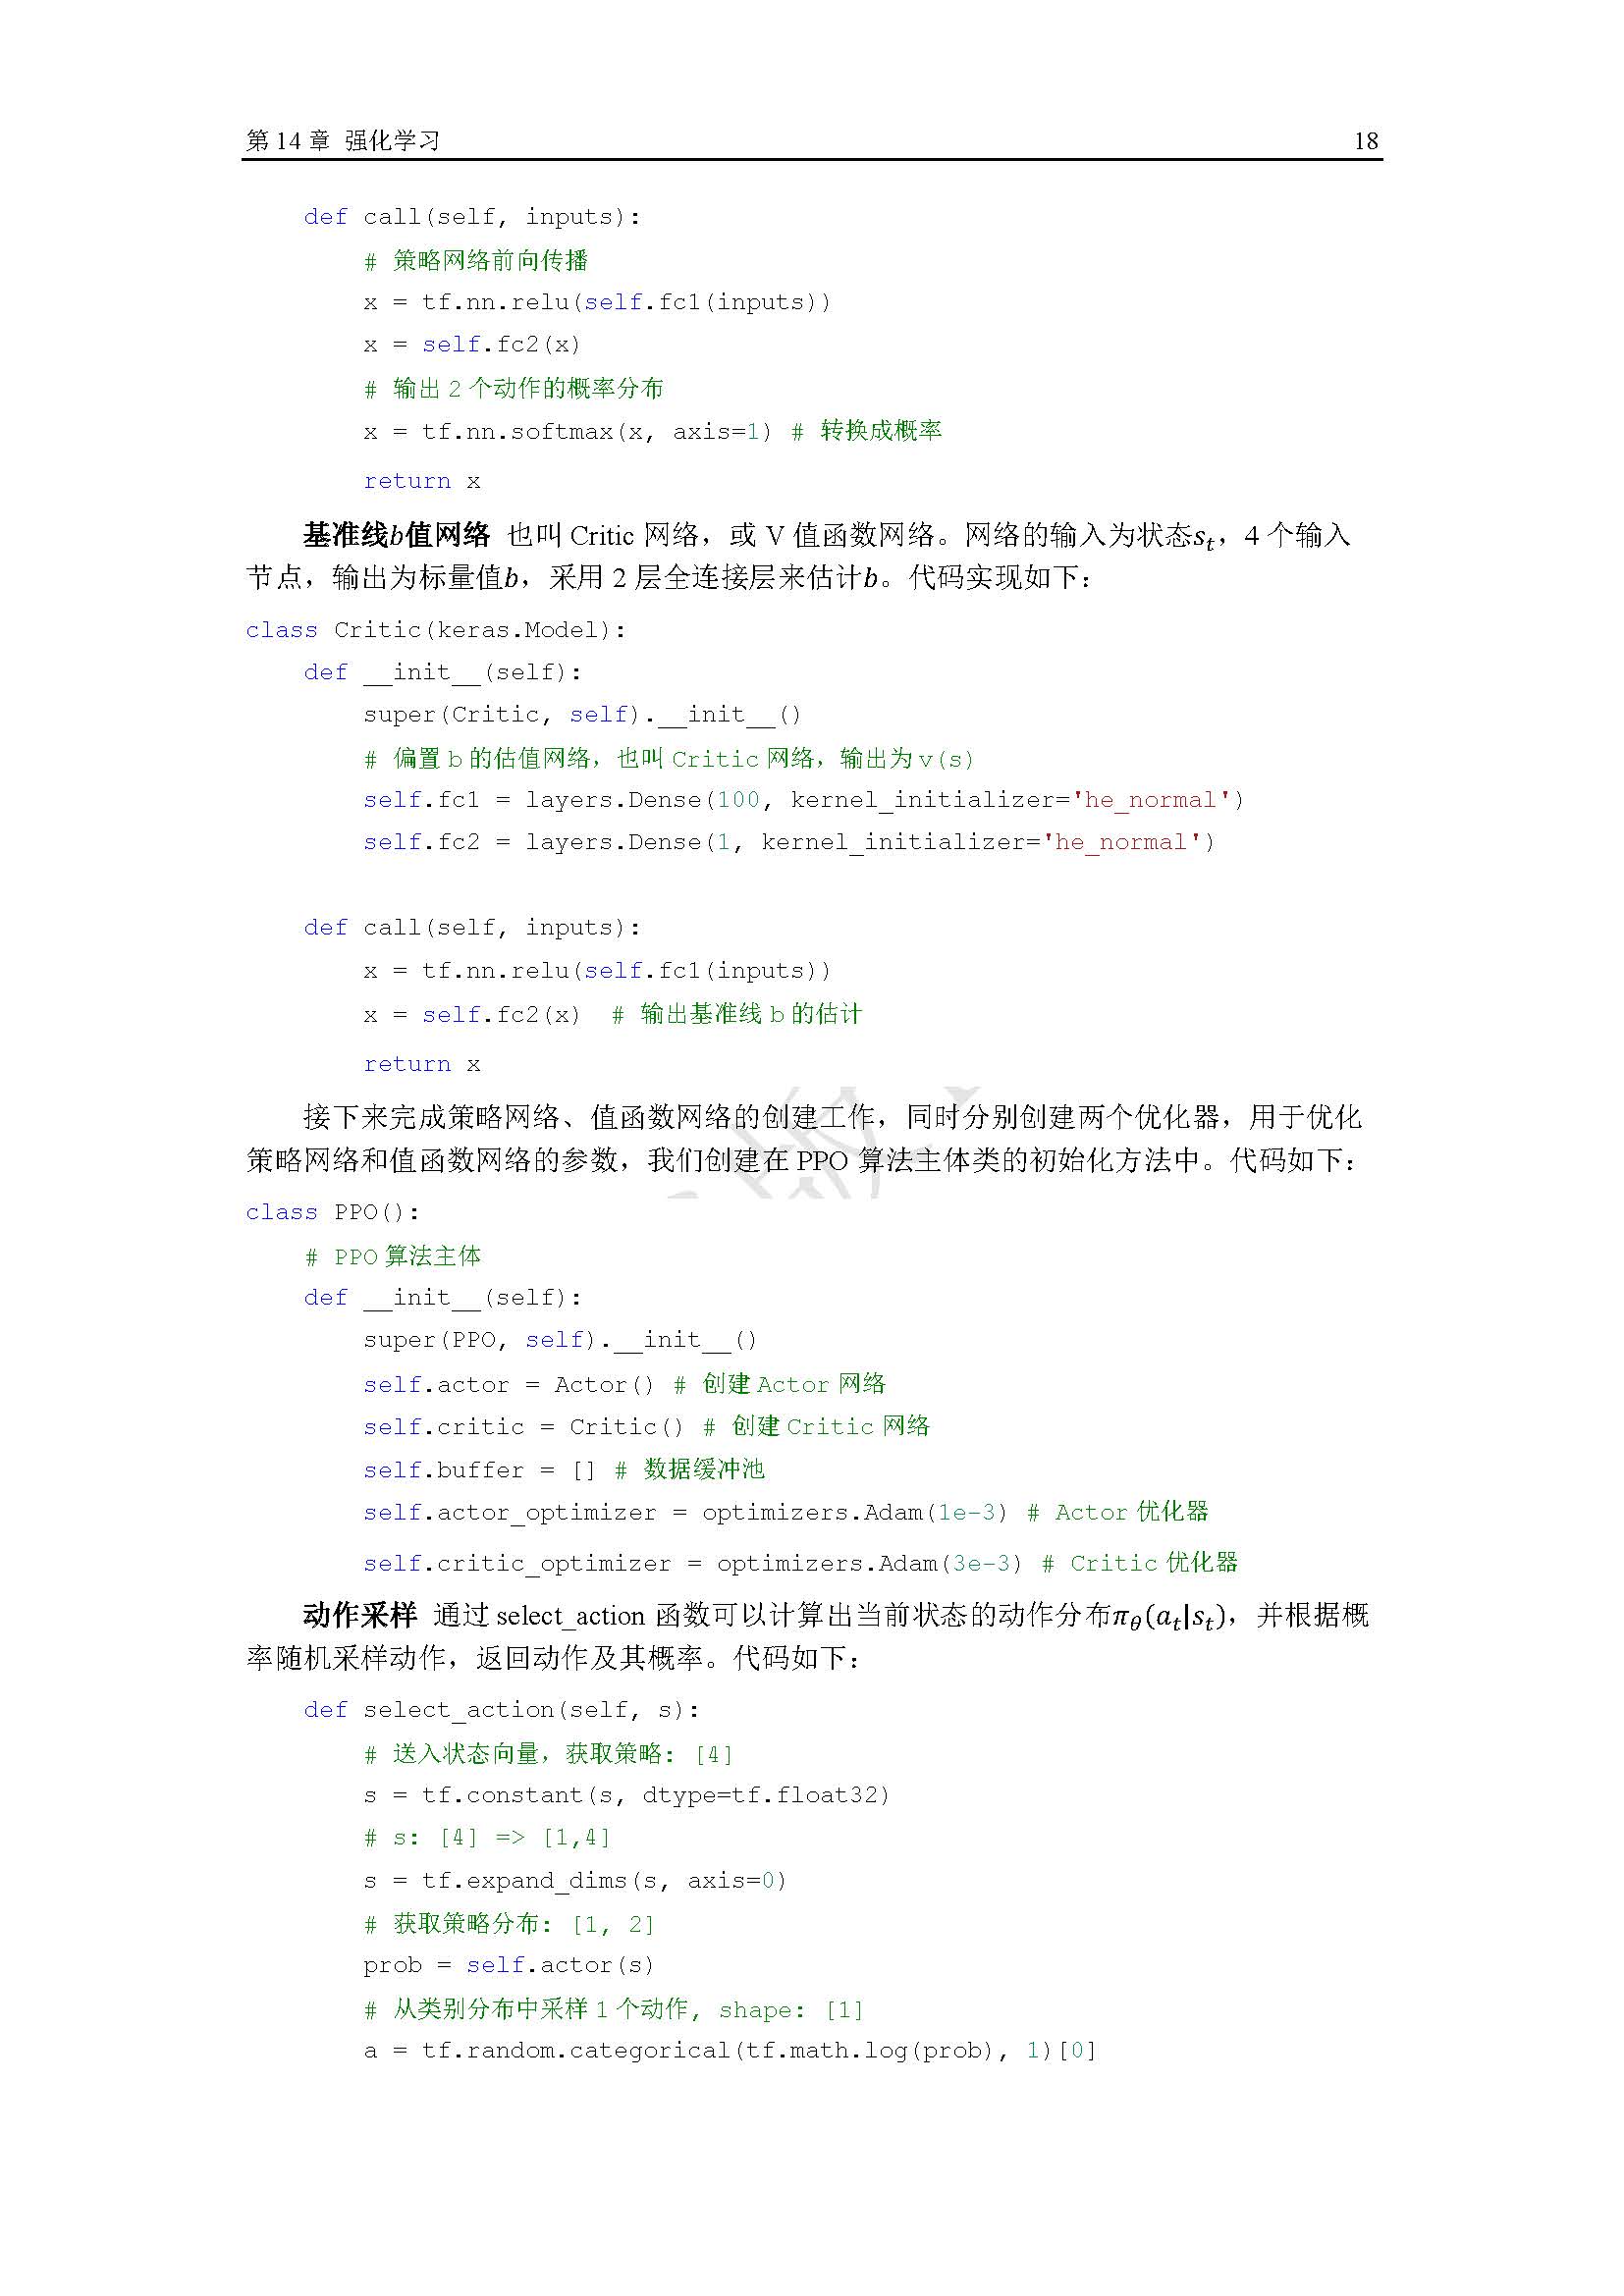 第 14 章 强化学习 18
    def call(self, inputs):
        # 策略网络前向传播
        x = tf.nn.relu(self.fc1(inputs))
        x = self.fc2(x)
        # 输出 2 个动作的概率分布
        x = tf.nn.softmax(x, axis=1) # 转换成概率
        return x
基准线b值网络 也叫 Critic 网络，或 V 值函数网络。网络的输入为状态sₜ，4 个输入
节点，输出为标量值b，采用 2 层全连接层来估计b。代码实现如下：
class Critic(keras.Model):
    def __init__(self):
        super(Critic, self).__init__()
        # 偏置 b 的估值网络，也叫 Critic 网络，输出为 v(s)
        self.fc1 = layers.Dense(100, kernel_initializer='he_normal')
        self.fc2 = layers.Dense(1, kernel_initializer='he_normal')
    def call(self, inputs):
        x = tf.nn.relu(self.fc1(inputs))
        x = self.fc2(x)  # 输出基准线 b 的估计
        return x
接下来完成策略网络、值函数网络的创建工作，同时分别创建两个优化器，用于优化
策略网络和值函数网络的参数，我们创建在 PPO 算法主体类的初始化方法中。代码如下：
class PPO():
    # PPO 算法主体
    def __init__(self):
        super(PPO, self).__init__()
        self.actor = Actor() # 创建 Actor 网络
        self.critic = Critic() # 创建 Critic 网络
        self.buffer = [] # 数据缓冲池
        self.actor_optimizer = optimizers.Adam(1e-3) # Actor 优化器
        self.critic_optimizer = optimizers.Adam(3e-3) # Critic 优化器
动作采样 通过 select_action 函数可以计算出当前状态的动作分布π_θ(aₜ|sₜ)，并根据概
率随机采样动作，返回动作及其概率。代码如下：
    def select_action(self, s):
        # 送入状态向量，获取策略: [4]
        s = tf.constant(s, dtype=tf.float32)
        # s: [4] => [1,4]
        s = tf.expand_dims(s, axis=0)
        # 获取策略分布: [1, 2]
        prob = self.actor(s)
        # 从类别分布中采样 1 个动作, shape: [1]
        a = tf.random.categorical(tf.math.log(prob), 1)[0]